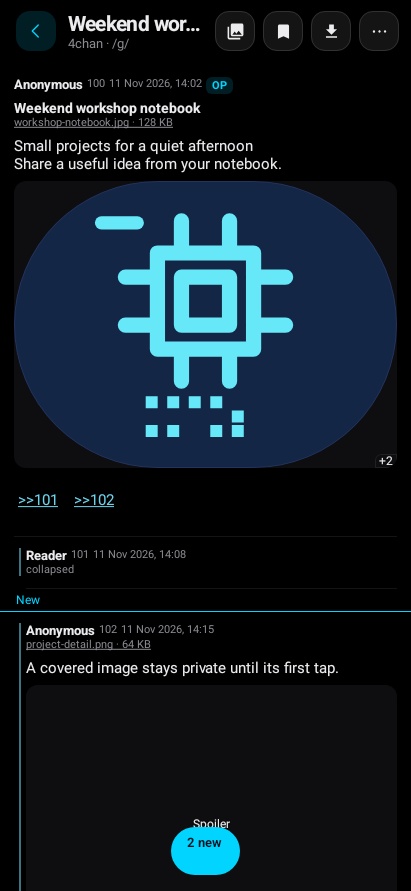 Weekend wor…
4chan · /g/
Anonymous 100 11 Nov 2026, 14:02 OP
Weekend workshop notebook
workshop-notebook.jpg · 128 KB
Small projects for a quiet afternoon
Share a useful idea from your notebook.
+2
>>101 >>102
Reader 101 11 Nov 2026, 14:08
collapsed
New
Anonymous 102 11 Nov 2026, 14:15
project-detail.png · 64 KB
A covered image stays private until its first tap.
Spoiler
2 new